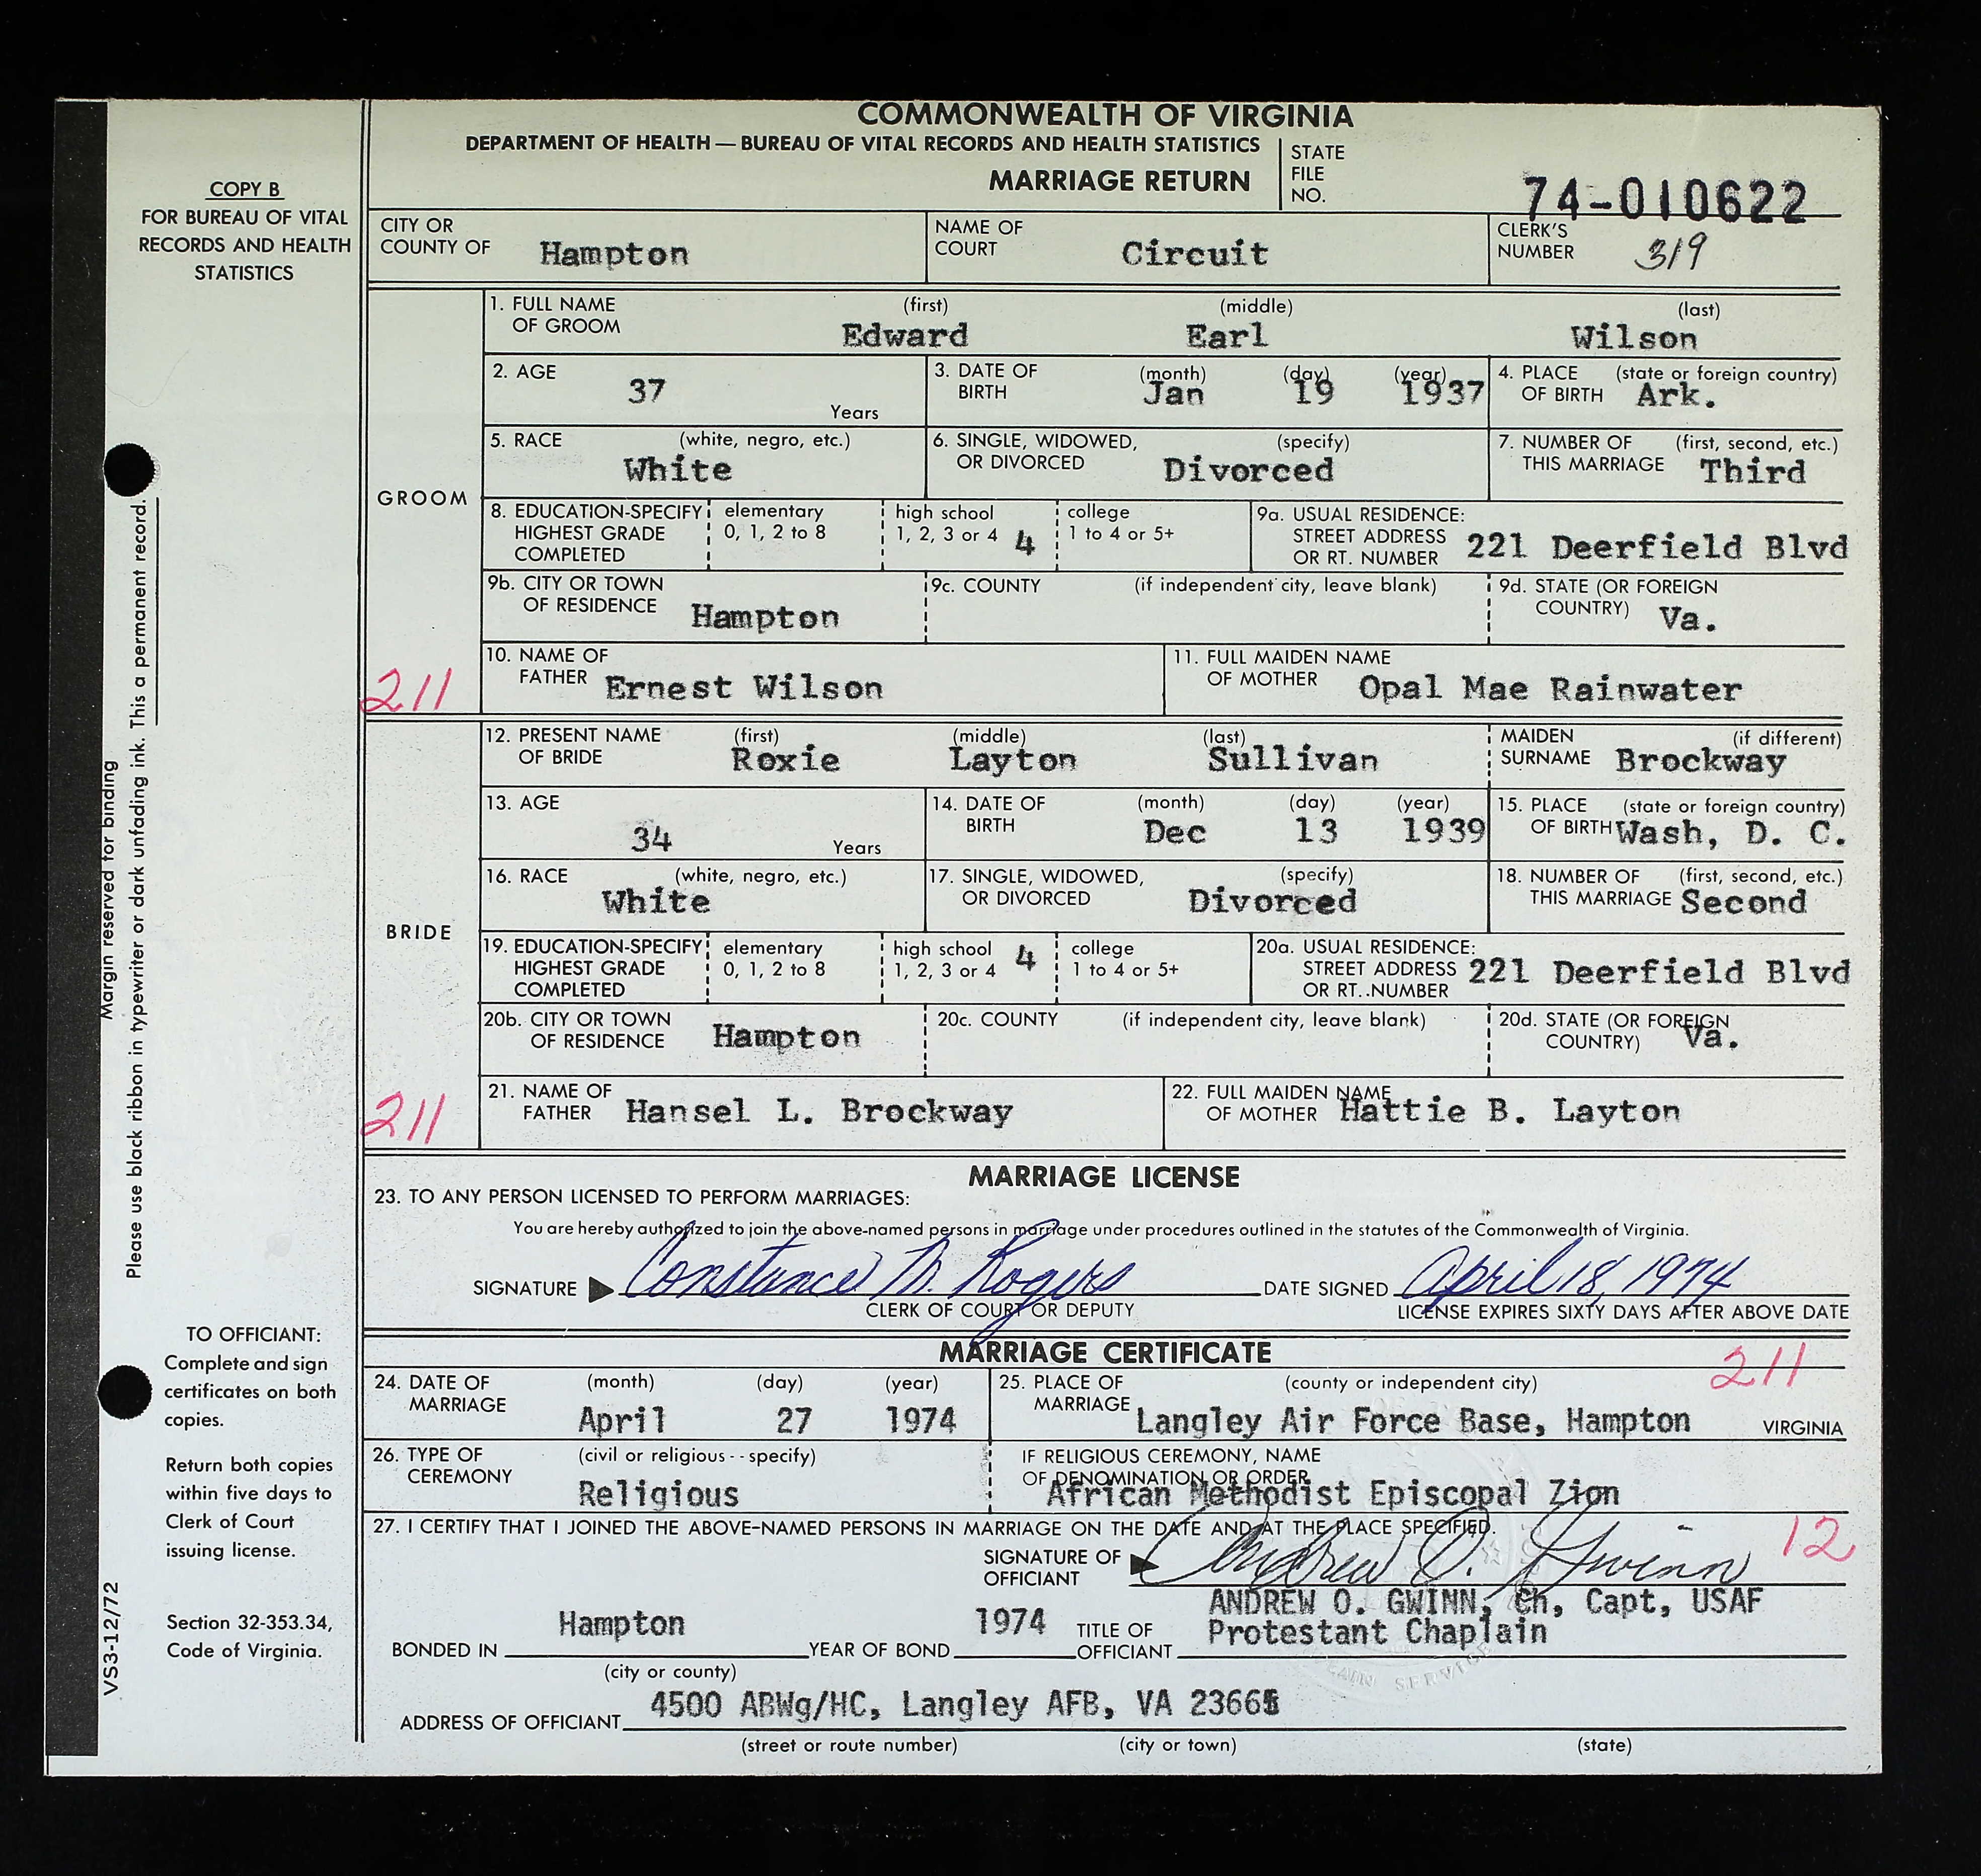 COMMONWEALTH OF VIRGINIA
DEPARTMENT OF HEALTH — BUREAU OF VITAL RECORDS AND HEALTH STATISTICS
MARRIAGE RETURN
STATE FILE NO. 74-010622
COPY B
FOR BUREAU OF VITAL
RECORDS AND HEALTH
STATISTICS
CITY OR COUNTY OF Hampton NAME OF COURT Circuit CLERK'S NUMBER 319
GROOM
1. FULL NAME OF GROOM (first) Edward (middle) Earl (last) Wilson
2. AGE 37 Years 3. DATE OF BIRTH (month) Jan (day) 19 (year) 1937 4. PLACE OF BIRTH (state or foreign country) Ark.
5. RACE (white, negro, etc.) White 6. SINGLE, WIDOWED, OR DIVORCED (specify) Divorced 7. NUMBER OF THIS MARRIAGE (first, second, etc.) Third
8. EDUCATION-SPECIFY HIGHEST GRADE COMPLETED elementary 0, 1, 2 to 8 high school 1, 2, 3 or 4 4 college 1 to 4 or 5+ 9a. USUAL RESIDENCE: STREET ADDRESS OR RT. NUMBER 221 Deerfield Blvd
9b. CITY OR TOWN OF RESIDENCE Hampton 9c. COUNTY (if independent city, leave blank) 9d. STATE (OR FOREIGN COUNTRY) Va.
10. NAME OF FATHER Ernest Wilson 11. FULL MAIDEN NAME OF MOTHER Opal Mae Rainwater
211
BRIDE
12. PRESENT NAME OF BRIDE (first) Roxie (middle) Layton (last) Sullivan MAIDEN SURNAME (if different) Brockway
13. AGE 34 Years 14. DATE OF BIRTH (month) Dec (day) 13 (year) 1939 15. PLACE OF BIRTH (state or foreign country) Wash, D. C.
16. RACE (white, negro, etc.) White 17. SINGLE, WIDOWED, OR DIVORCED (specify) Divorced 18. NUMBER OF THIS MARRIAGE (first, second, etc.) Second
19. EDUCATION-SPECIFY HIGHEST GRADE COMPLETED elementary 0, 1, 2 to 8 high school 1, 2, 3 or 4 4 college 1 to 4 or 5+ 20a. USUAL RESIDENCE: STREET ADDRESS OR RT. NUMBER 221 Deerfield Blvd
20b. CITY OR TOWN OF RESIDENCE Hampton 20c. COUNTY (if independent city, leave blank) 20d. STATE (OR FOREIGN COUNTRY) Va.
21. NAME OF FATHER Hansel L. Brockway 22. FULL MAIDEN NAME OF MOTHER Hattie B. Layton
211
MARRIAGE LICENSE
23. TO ANY PERSON LICENSED TO PERFORM MARRIAGES:
You are hereby authorized to join the above-named persons in marriage under procedures outlined in the statutes of the Commonwealth of Virginia.
SIGNATURE Constance M. Rogers DATE SIGNED April 18, 1974
CLERK OF COURT OR DEPUTY LICENSE EXPIRES SIXTY DAYS AFTER ABOVE DATE
MARRIAGE CERTIFICATE
211
24. DATE OF MARRIAGE (month) April (day) 27 (year) 1974 25. PLACE OF MARRIAGE (county or independent city) Langley Air Force Base, Hampton VIRGINIA
26. TYPE OF CEREMONY (civil or religious - - specify) Religious IF RELIGIOUS CEREMONY, NAME OF DENOMINATION OR ORDER African Methodist Episcopal Zion
27. I CERTIFY THAT I JOINED THE ABOVE-NAMED PERSONS IN MARRIAGE ON THE DATE AND AT THE PLACE SPECIFIED.
12
SIGNATURE OF OFFICIANT Andrew O. Gwinn
ANDREW O. GWINN, Ch, Capt, USAF
BONDED IN Hampton YEAR OF BOND 1974 TITLE OF OFFICIANT Protestant Chaplain
(city or county)
ADDRESS OF OFFICIANT 4500 ABWg/HC, Langley AFB, VA 23665
(street or route number) (city or town) (state)
Margin reserved for binding
Please use black ribbon in typewriter or dark unfading ink. This a permanent record.
TO OFFICIANT:
Complete and sign
certificates on both
copies.
Return both copies
within five days to
Clerk of Court
issuing license.
Section 32-353.34,
Code of Virginia.
VS3-12/72